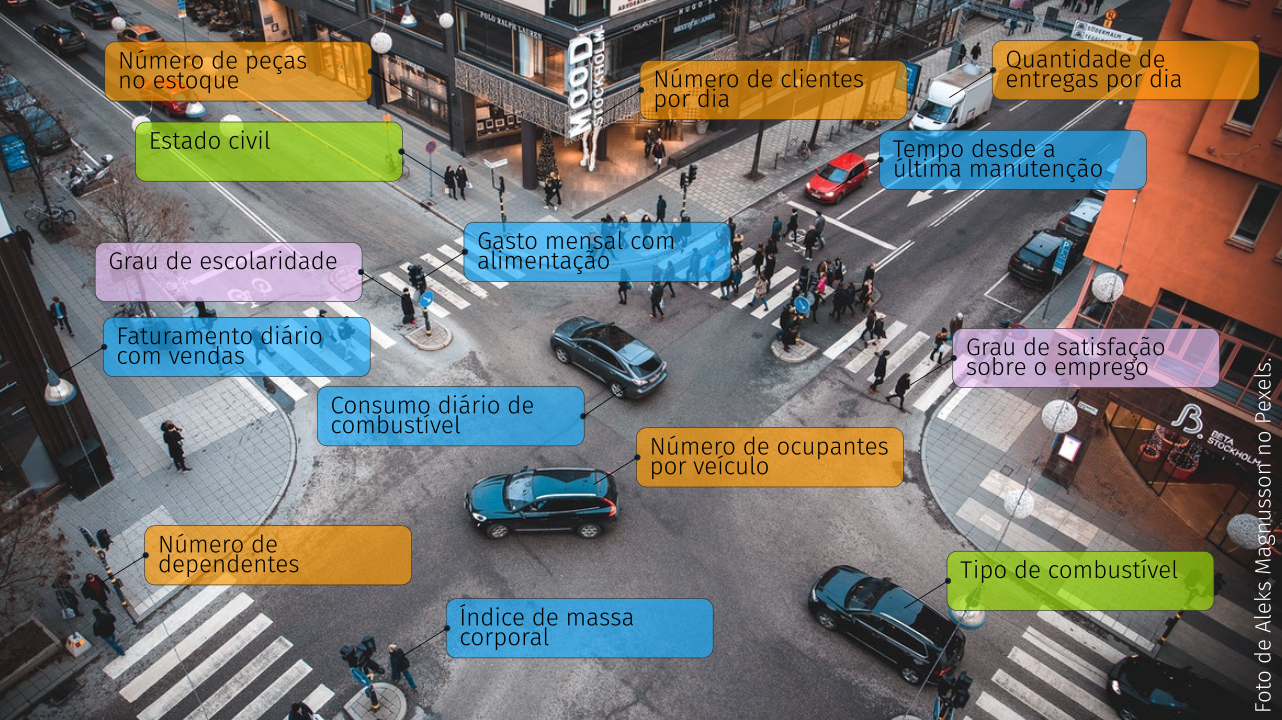 Número de peças
no estoque
Número de clientes
por dia
Quantidade de
entregas por dia
Estado civil
Tempo desde a
última manutenção
Gasto mensal com
alimentação
Grau de escolaridade
Faturamento diário
com vendas
Grau de satisfação
sobre o emprego
Consumo diário de
combustível
Número de ocupantes
por veículo
Número de
dependentes
Tipo de combustível
Índice de massa
corporal
Foto de Aleks Magnusson no Pexels.
POLO RALPH LAUREN
MOOD
STOCKHOLM
SÖDERMALM
B.
BETA
STOCKHOLM